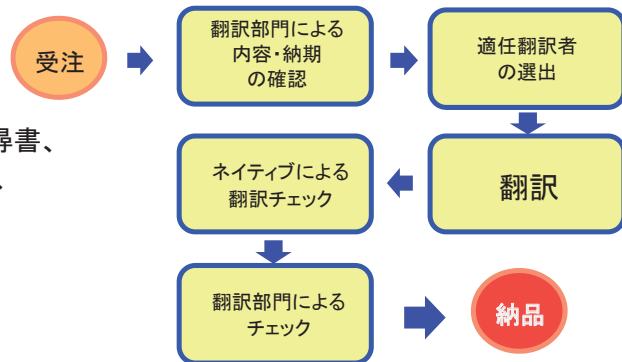 受注
翻訳部門による
内容・納期
の確認
適任翻訳者
の選出
尋書、
、
翻訳
ネイティブによる
翻訳チェック
翻訳部門による
チェック
納品